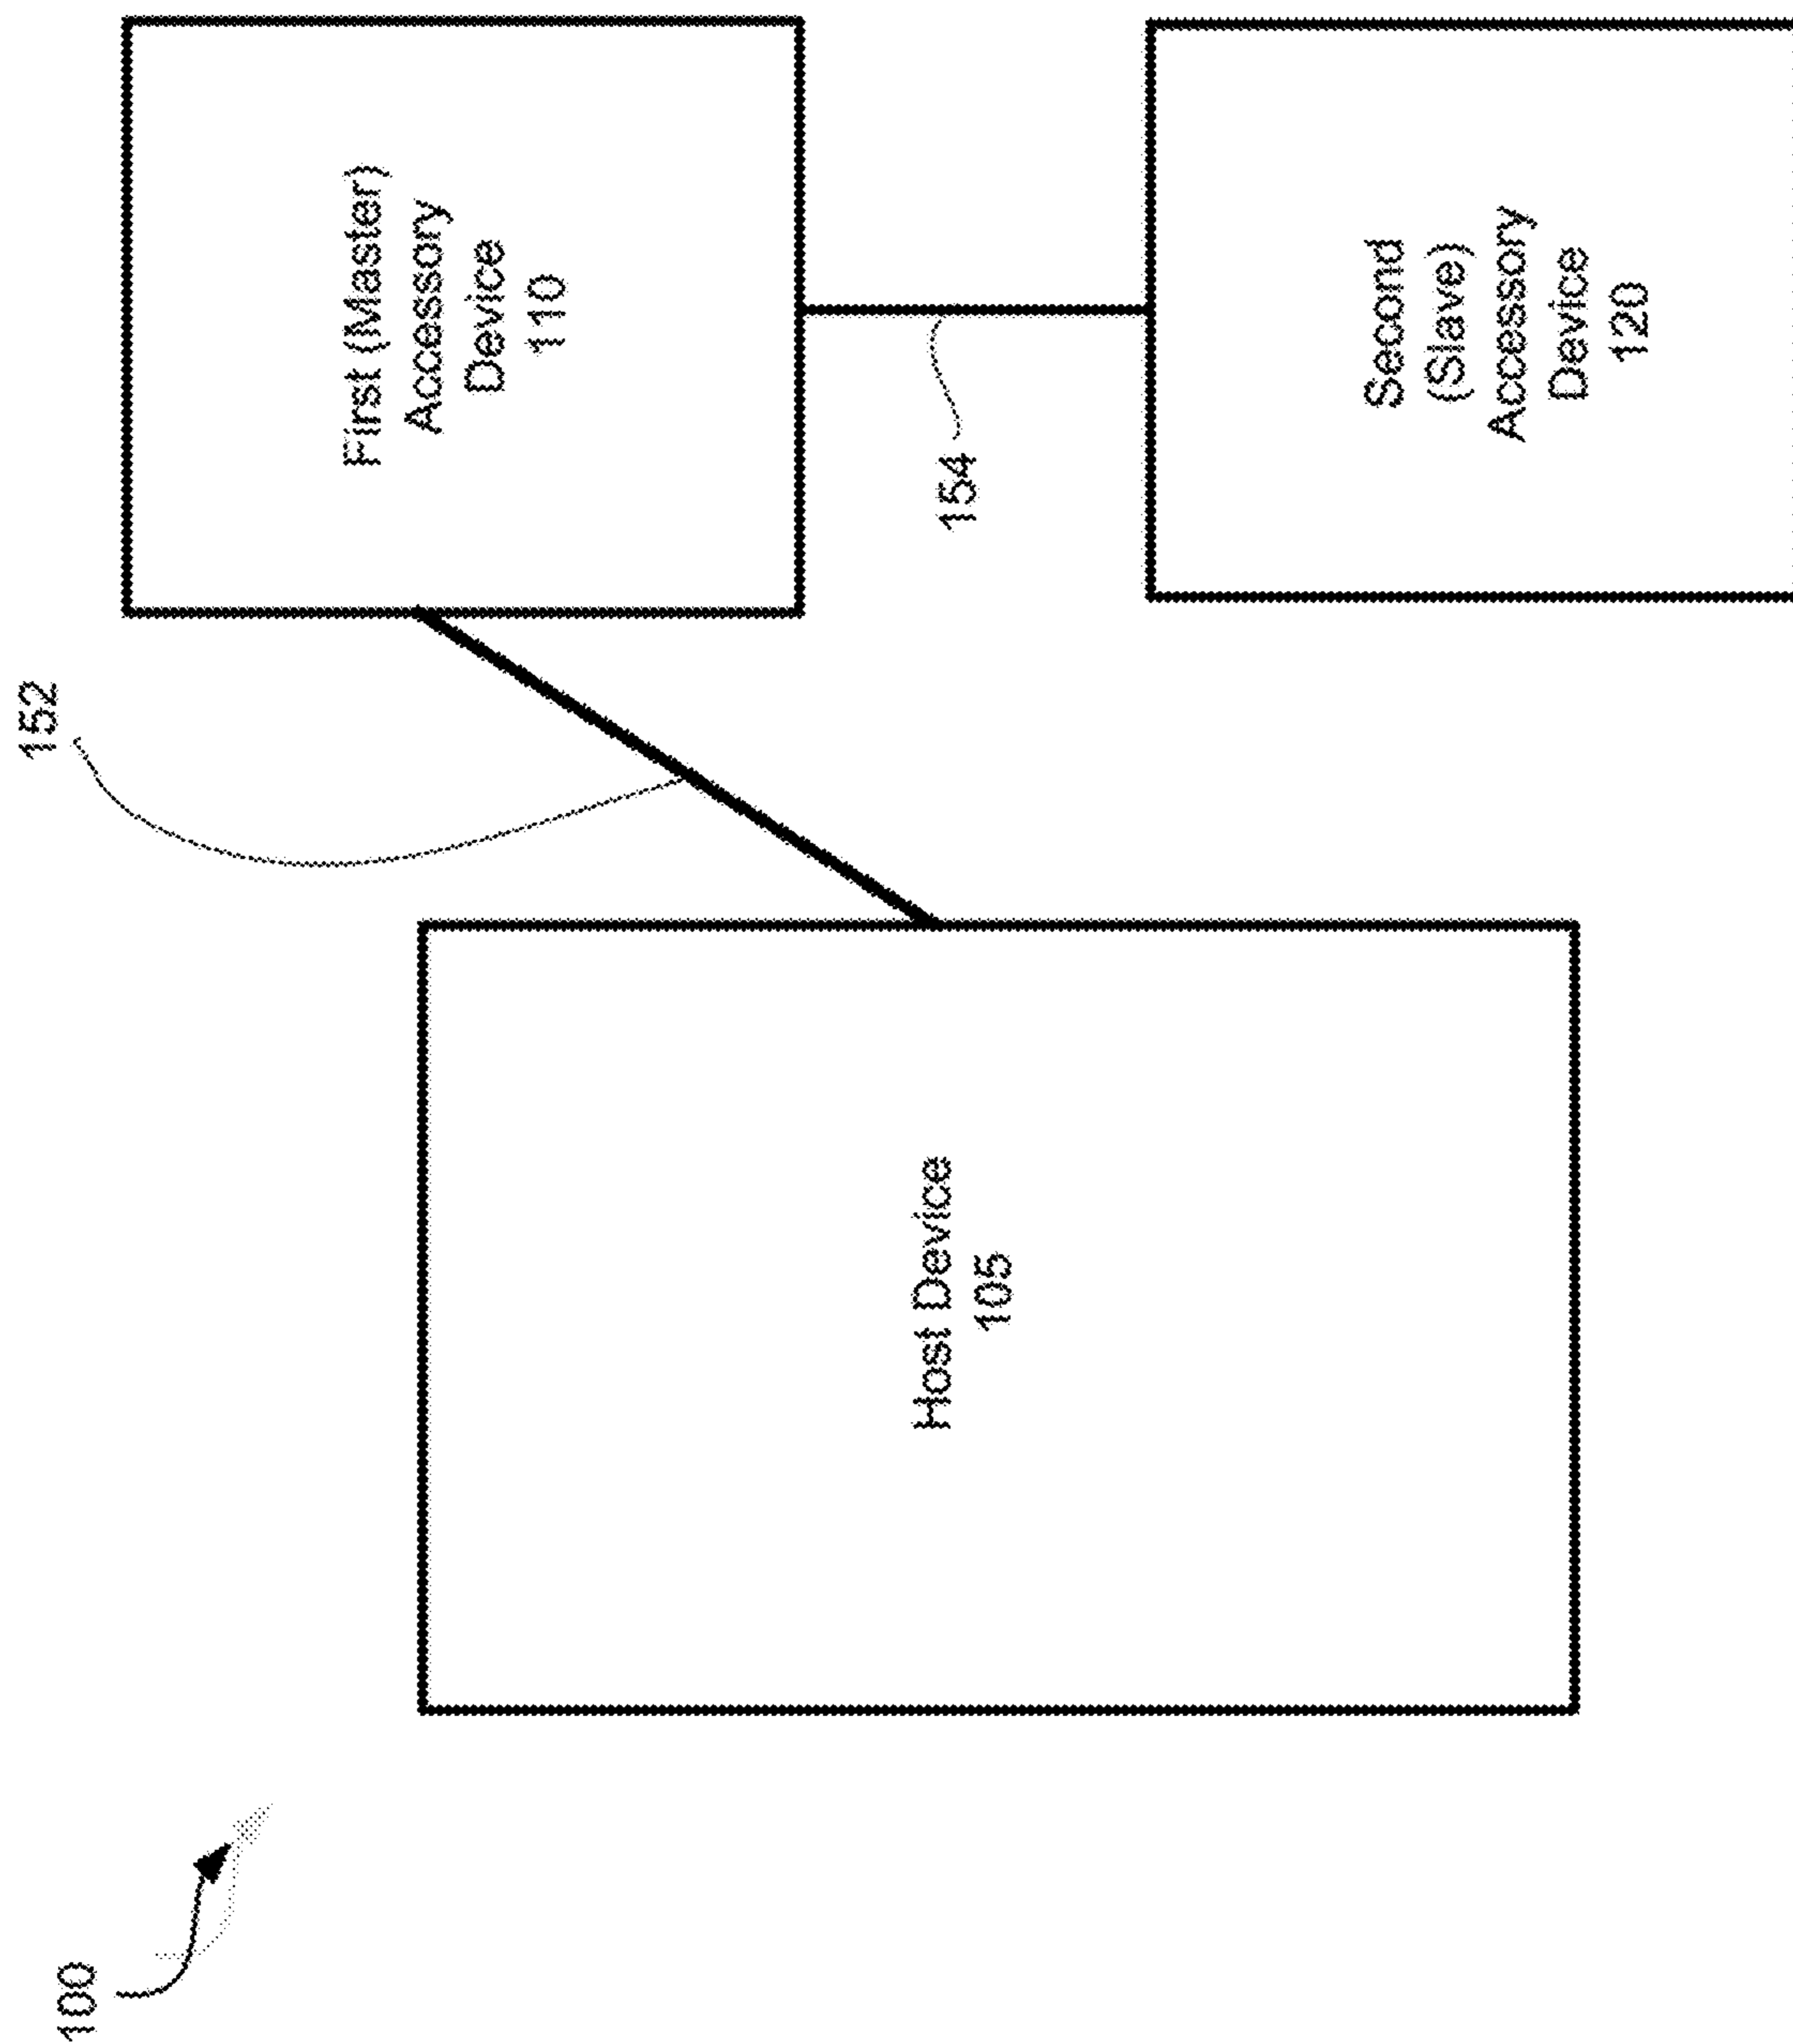 100
152
Host Device
105
First (Master)
Accessory
Device
110
154
Second
(Slave)
Accessory
Device
120